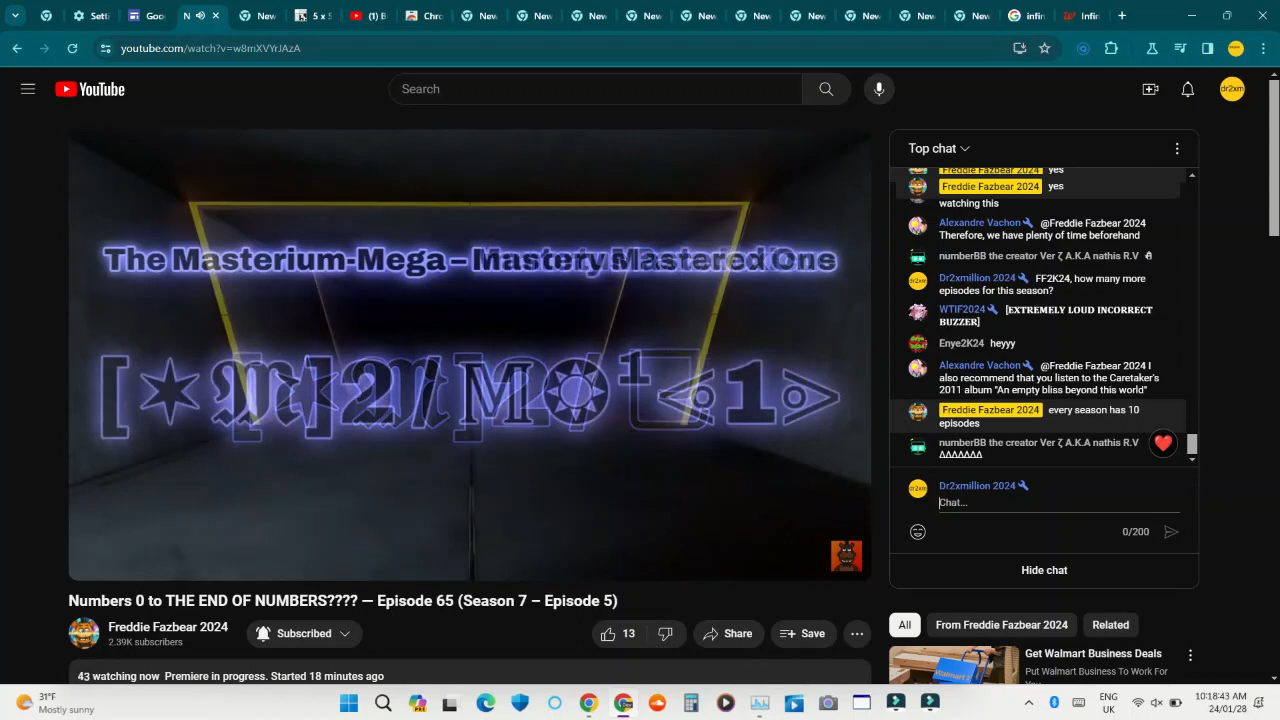 Setti
Goo
N
New
5 x 5
(1) B
Chro
New
New
New
New
New
New
New
New
New
New
infin
Infin
youtube.com/watch?v=w8mXVYrJAzA
YouTube
Search
dr2xm
The Masterium-Mega – Mastery Mastered One
Top chat
Freddie Fazbear 2024 yes
Freddie Fazbear 2024 yes
watching this
Alexandre Vachon @Freddie Fazbear 2024
Therefore, we have plenty of time beforehand
numberBB the creator Ver ζ A.K.A nathis R.V
Dr2xmillion 2024 FF2K24, how many more
episodes for this season?
WTIF2024 [EXTREMELY LOUD INCORRECT
BUZZER]
Enye2K24 heyyy
Alexandre Vachon @Freddie Fazbear 2024 I
also recommend that you listen to the Caretaker's
2011 album "An empty bliss beyond this world"
Freddie Fazbear 2024 every season has 10
episodes
numberBB the creator Ver ζ A.K.A nathis R.V
ΔΔΔΔΔΔΔ
dr2xm
Dr2xmillion 2024
Chat...
0/200
Hide chat
Numbers 0 to THE END OF NUMBERS???? — Episode 65 (Season 7 – Episode 5)
Freddie Fazbear 2024
2.39K subscribers
Subscribed
13
Share
Save
43 watching now Premiere in progress. Started 18 minutes ago
All
From Freddie Fazbear 2024
Related
Get Walmart Business Deals
Put Walmart Business To Work For
31°F
Mostly sunny
PRE
Dev
ENG
UK
10:18:43 AM
24/01/28